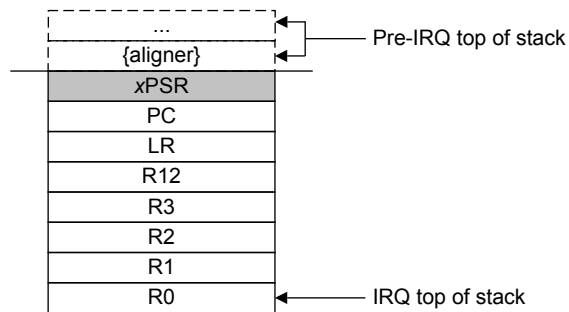 ...
Pre-IRQ top of stack
{aligner}
xPSR
PC
LR
R12
R3
R2
R1
R0
IRQ top of stack